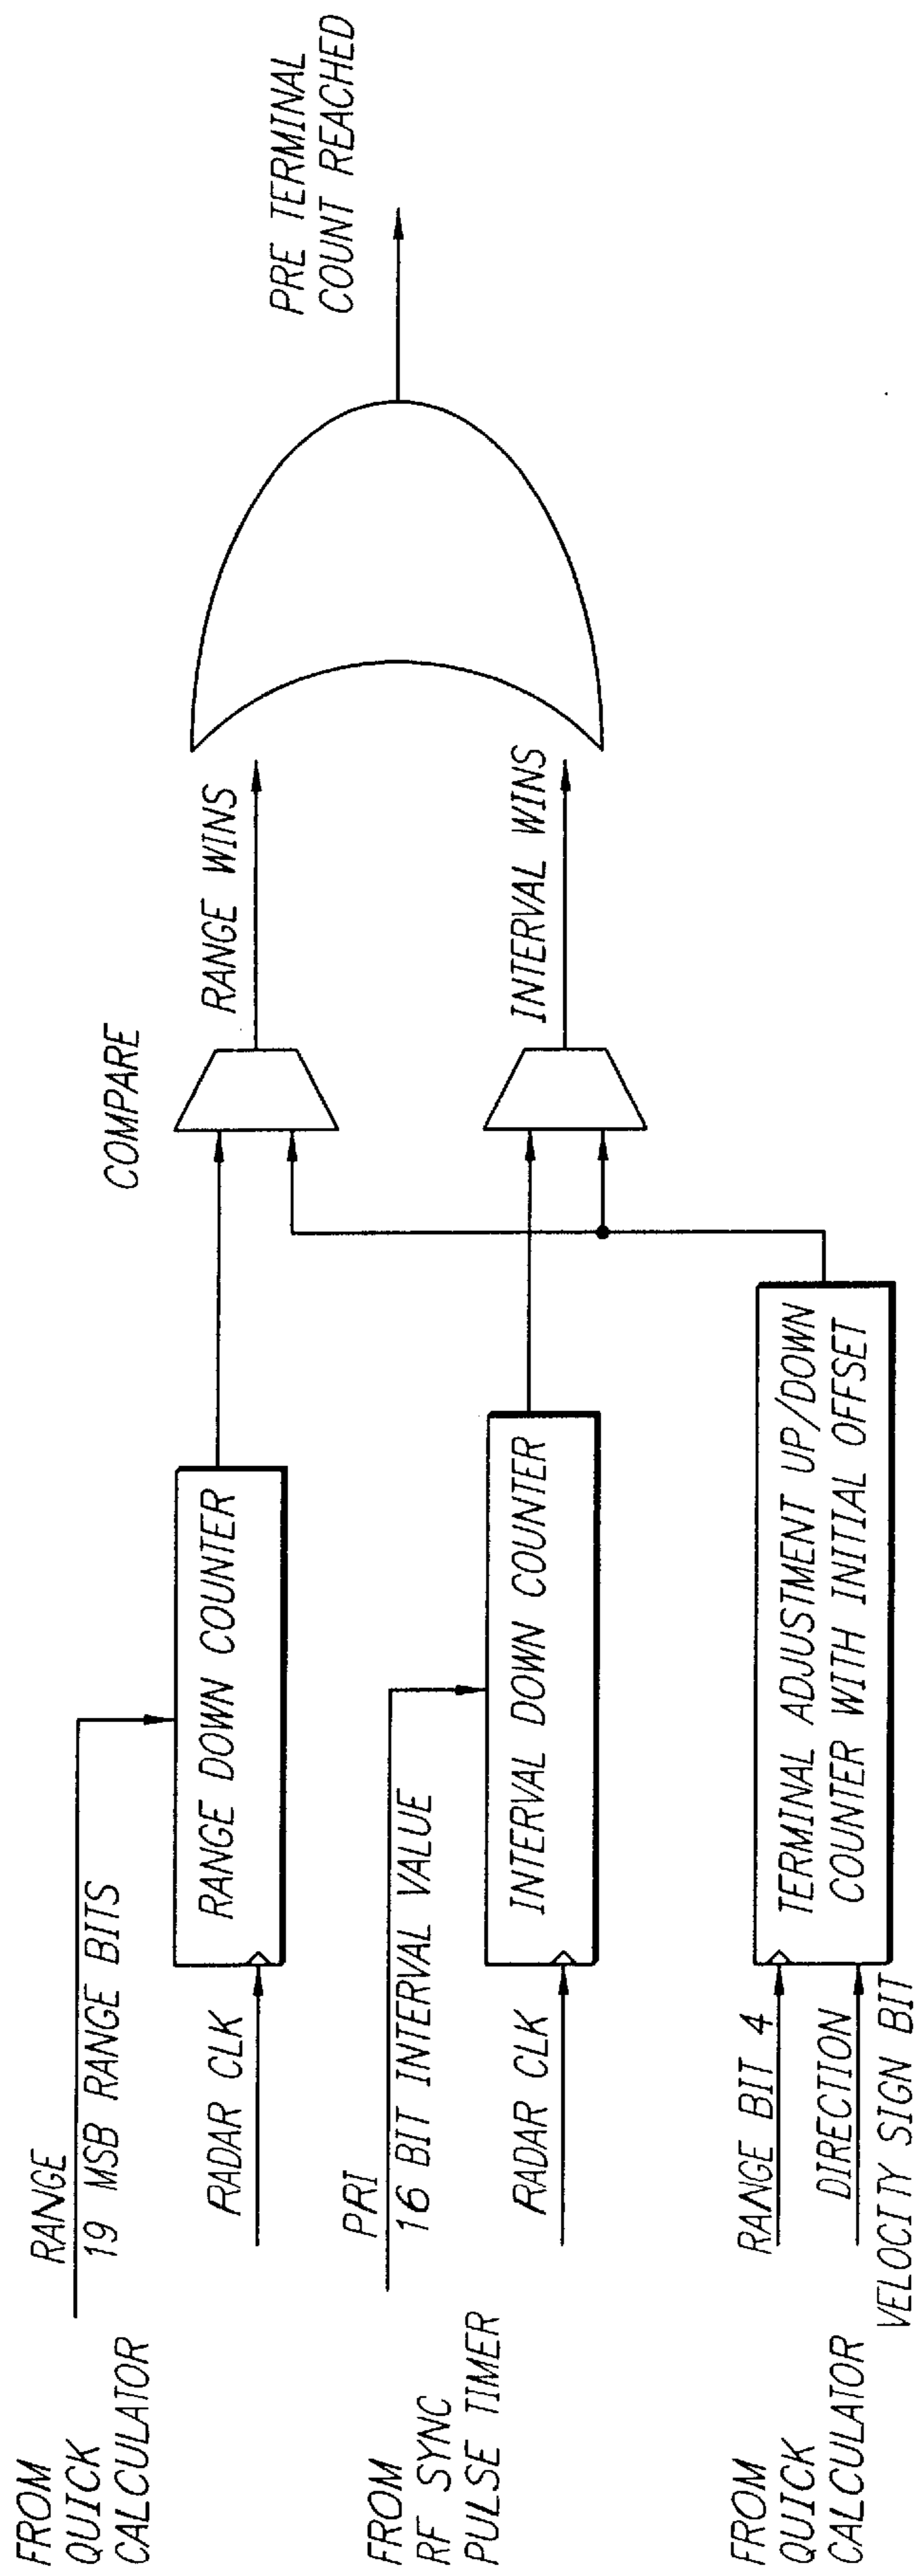 FROM
QUICK
CALCULATOR
RANGE
19 MSB RANGE BITS
RADAR CLK
RANGE DOWN COUNTER
COMPARE
RANGE WINS
FROM
RF SYNC
PULSE TIMER
PRI
16 BIT INTERVAL VALUE
RADAR CLK
INTERVAL DOWN COUNTER
INTERVAL WINS
PRE TERMINAL
COUNT REACHED
FROM
QUICK
CALCULATOR
RANGE BIT 4
DIRECTION
VELOCITY SIGN BIT
TERMINAL ADJUSTMENT UP/DOWN
COUNTER WITH INITIAL OFFSET